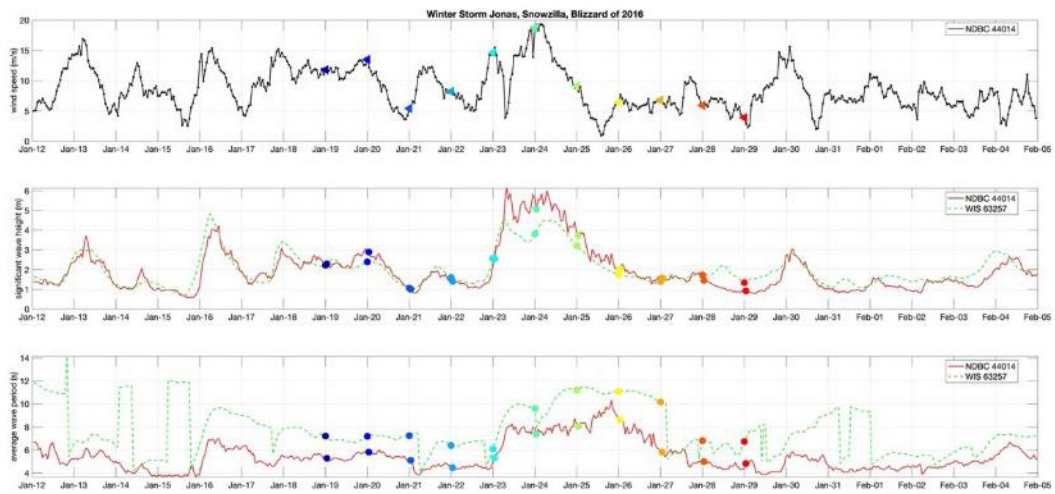 Winter Storm Jonas, Snowzilla, Blizzard of 2016
NDBC 44014
wind speed (m/s)
20
15
10
5
0
Jan-12 Jan-13 Jan-14 Jan-15 Jan-16 Jan-17 Jan-18 Jan-19 Jan-20 Jan-21 Jan-22 Jan-23 Jan-24 Jan-25 Jan-26 Jan-27 Jan-28 Jan-29 Jan-30 Jan-31 Feb-01 Feb-02 Feb-03 Feb-04 Feb-05
NDBC 44014
WIS 63257
significant wave height (m)
6
5
4
3
2
1
0
Jan-12 Jan-13 Jan-14 Jan-15 Jan-16 Jan-17 Jan-18 Jan-19 Jan-20 Jan-21 Jan-22 Jan-23 Jan-24 Jan-25 Jan-26 Jan-27 Jan-28 Jan-29 Jan-30 Jan-31 Feb-01 Feb-02 Feb-03 Feb-04 Feb-05
NDBC 44014
WIS 63257
average wave period (s)
14
12
10
8
6
4
Jan-12 Jan-13 Jan-14 Jan-15 Jan-16 Jan-17 Jan-18 Jan-19 Jan-20 Jan-21 Jan-22 Jan-23 Jan-24 Jan-25 Jan-26 Jan-27 Jan-28 Jan-29 Jan-30 Jan-31 Feb-01 Feb-02 Feb-03 Feb-04 Feb-05